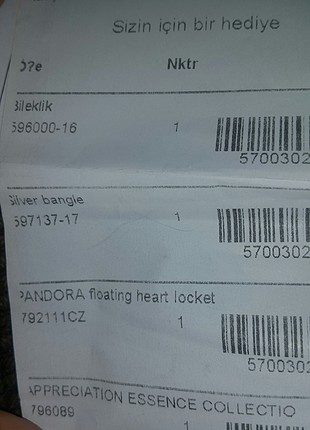 Sizin için bir hediye
Ö?e Nktr
Bileklik
596000-16 1
5700302
Silver bangle
597137-17 1
5700302
PANDORA floating heart locket
792111CZ 1
5700302
APPRECIATION ESSENCE COLLECTIO
796089 1